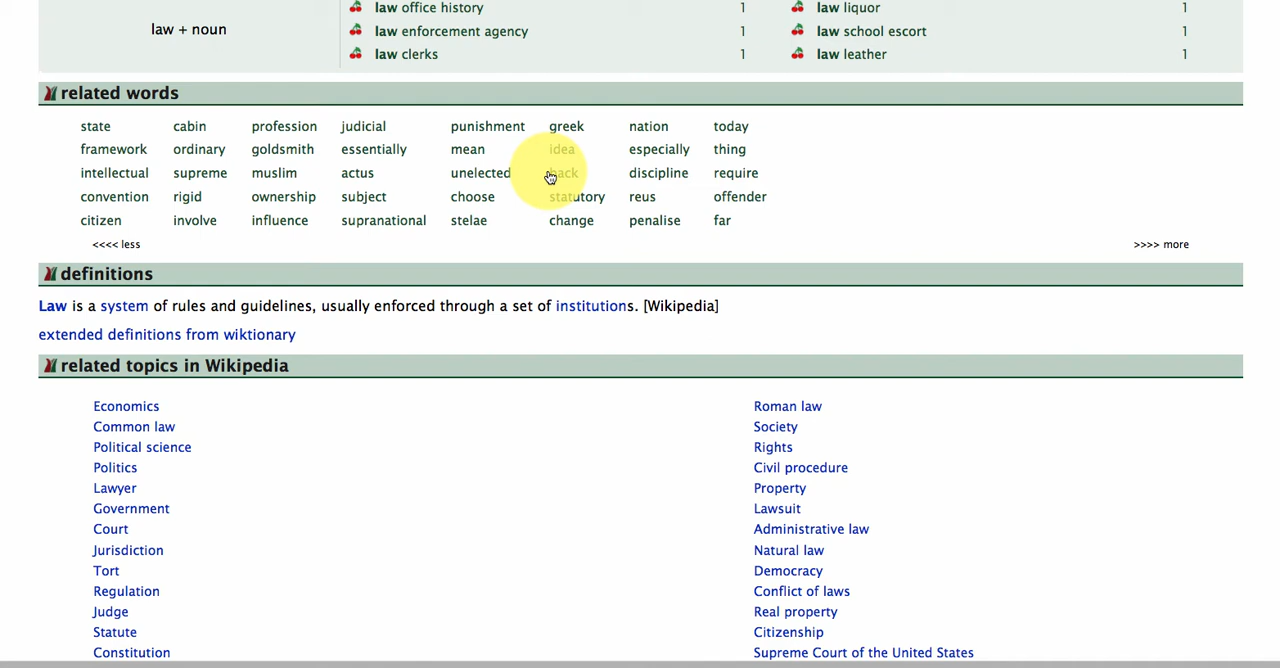 law + noun
law office history 1 law liquor 1
law enforcement agency 1 law school escort 1
law clerks 1 law leather 1
related words
state cabin profession judicial punishment greek nation today
framework ordinary goldsmith essentially mean idea especially thing
intellectual supreme muslim actus unelected back discipline require
convention rigid ownership subject choose statutory reus offender
citizen involve influence supranational stelae change penalise far
<<<< less >>>> more
definitions
Law is a system of rules and guidelines, usually enforced through a set of institutions. [Wikipedia]
extended definitions from wiktionary
related topics in Wikipedia
Economics Roman law
Common law Society
Political science Rights
Politics Civil procedure
Lawyer Property
Government Lawsuit
Court Administrative law
Jurisdiction Natural law
Tort Democracy
Regulation Conflict of laws
Judge Real property
Statute Citizenship
Constitution Supreme Court of the United States